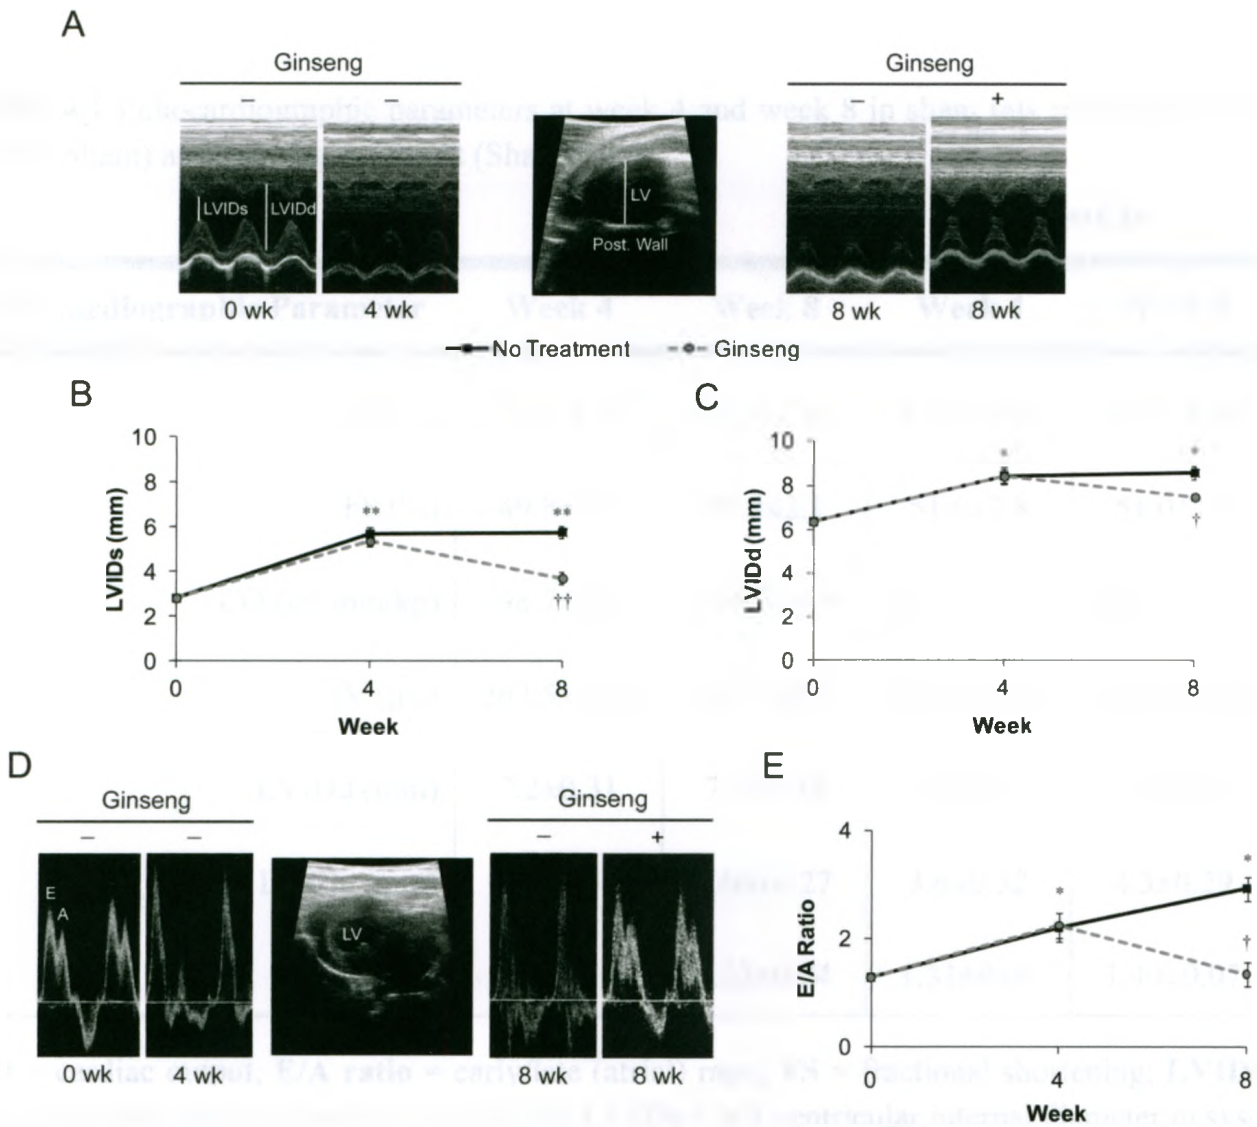 A
Ginseng
Ginseng
– –
– +
LVIDs LVIDd
LV
Post. Wall
0 wk 4 wk
8 wk 8 wk
No Treatment Ginseng
B
C
LVIDs (mm)
10
8
6
4
2
0
** **
††
0 4 8
Week
LVIDd (mm)
10
8
6
4
2
0
* *
†
0 4 8
Week
D
E
Ginseng
Ginseng
– –
– +
E
A
LV
0 wk 4 wk
8 wk 8 wk
E/A Ratio
4
2
0
* *
†
0 4 8
Week